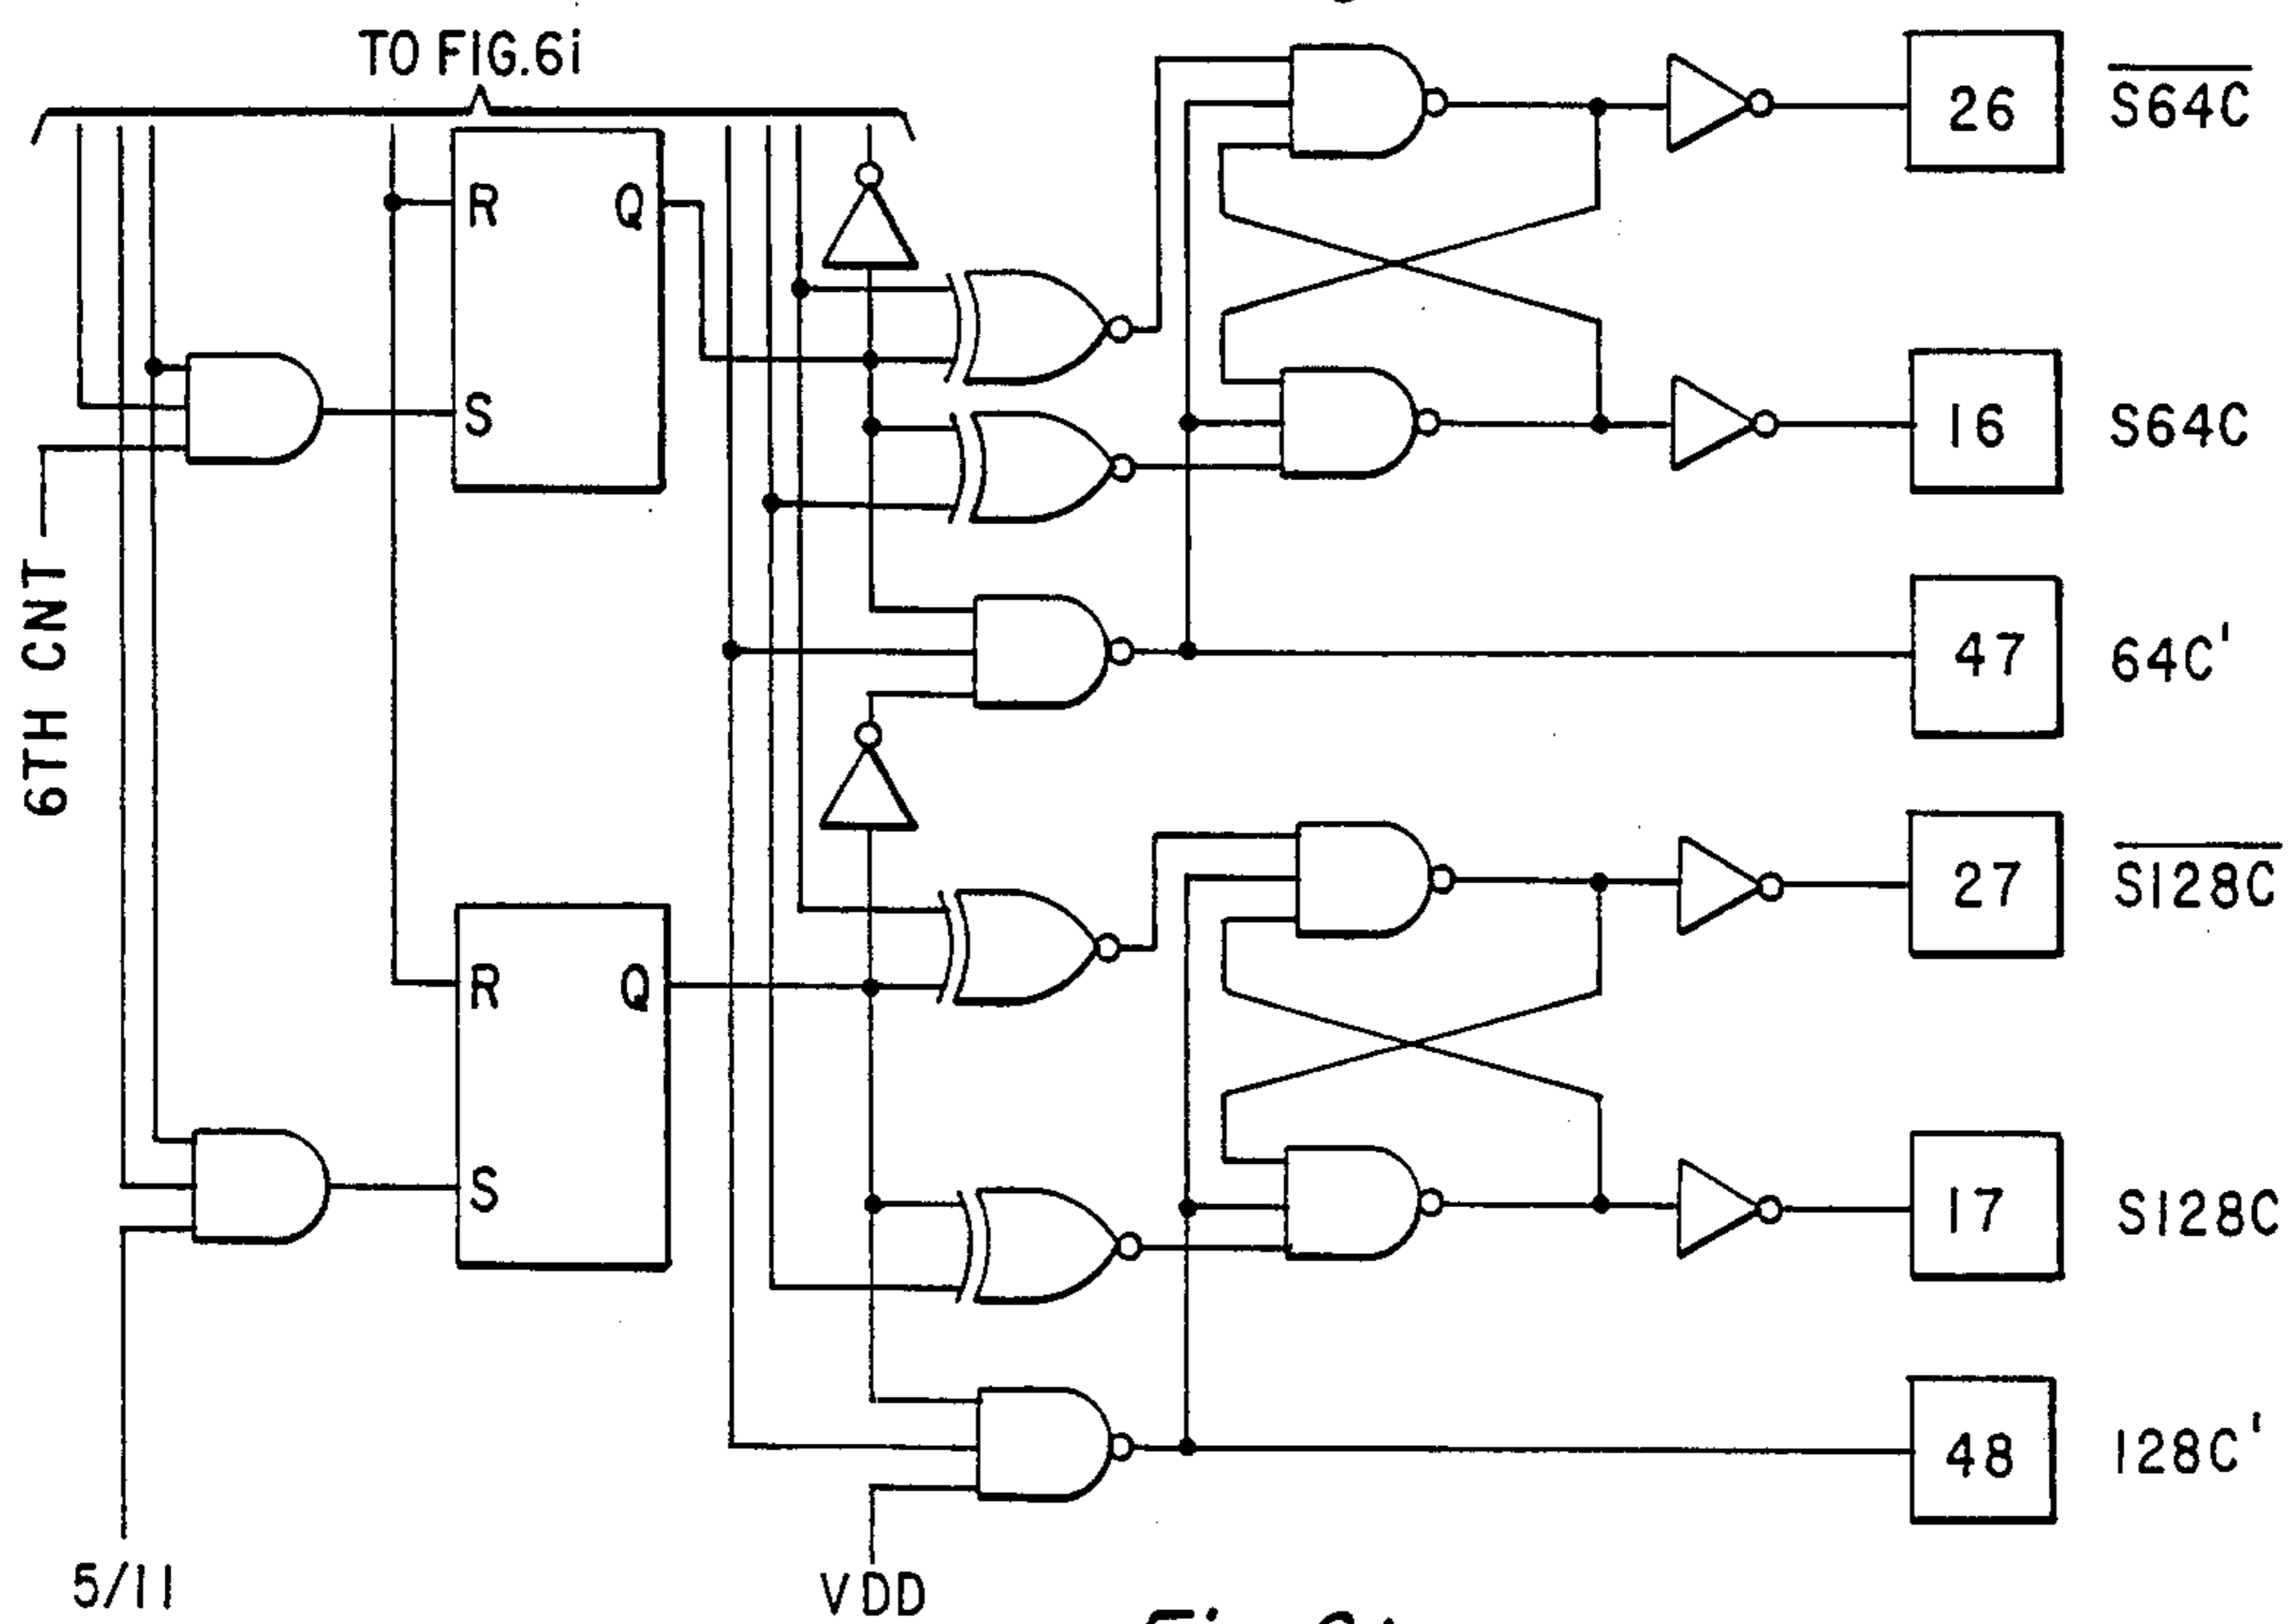 TO FIG.6i
R
Q
S
6TH CNT
R
Q
S
5/11
VDD
26
S64C
16
S64C
47
64C'
27
S128C
17
S128C
48
128C'